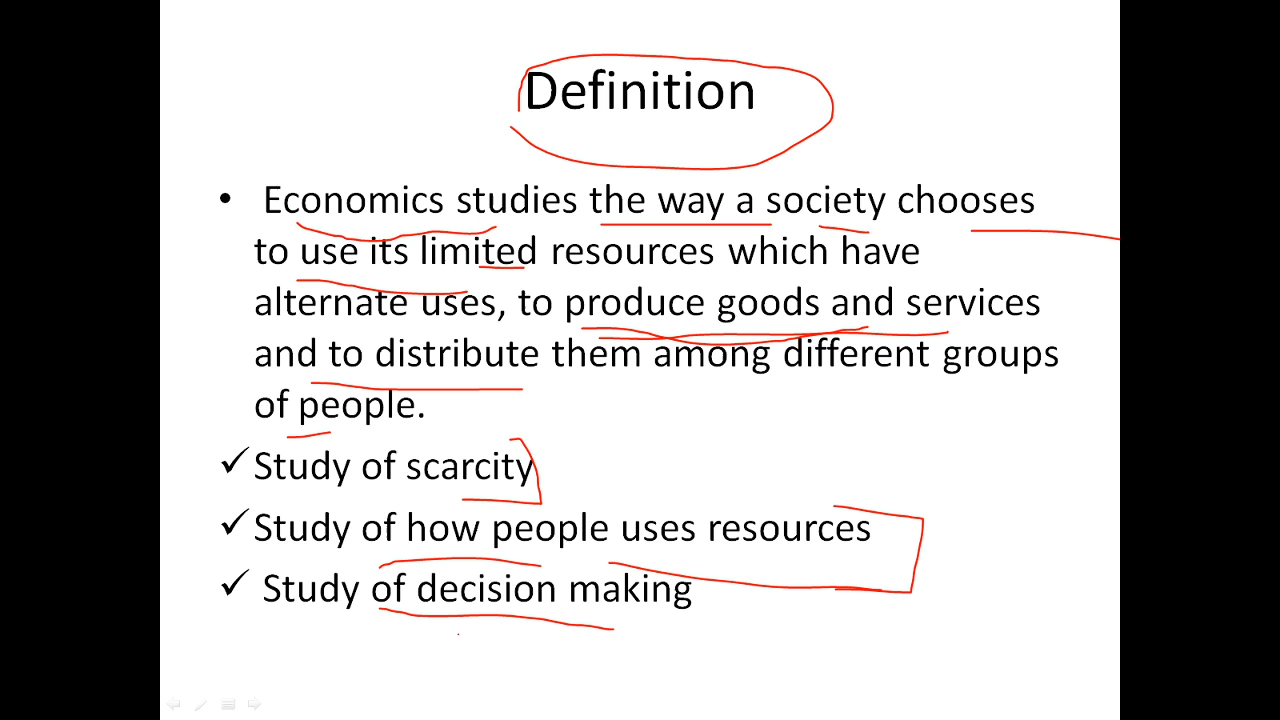 Definition
• Economics studies the way a society chooses
to use its limited resources which have
alternate uses, to produce goods and services
and to distribute them among different groups
of people.
✓ Study of scarcity
✓ Study of how people uses resources
✓ Study of decision making